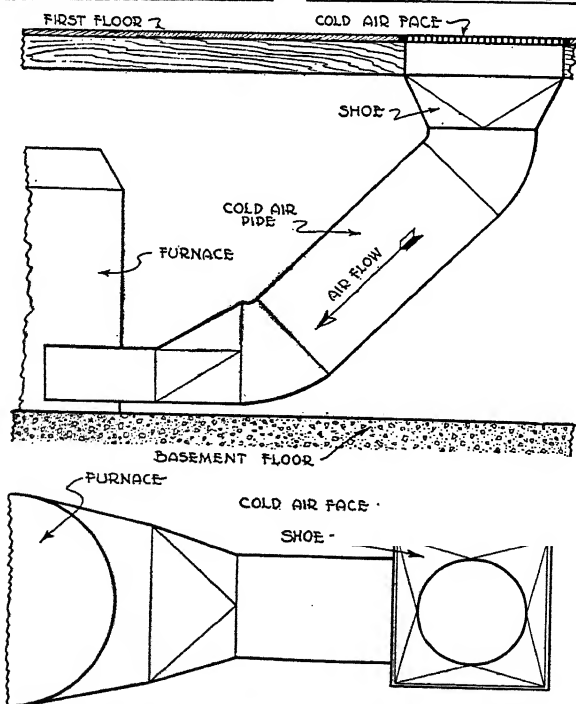 FIRST FLOOR
COLD AIR FACE
SHOE
COLD AIR
PIPE
FURNACE
AIR FLOW
BASEMENT FLOOR
FURNACE
COLD AIR FACE
SHOE